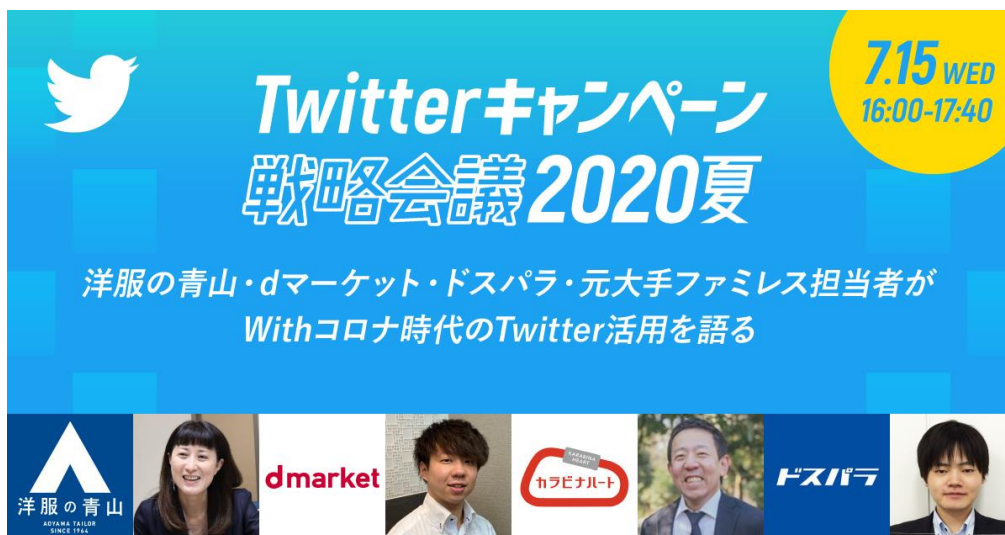 7.15 WED
16:00-17:40
Twitterキャンペーン
戦略会議2020夏
洋服の青山・dマーケット・ドスパラ・元大手ファミレス担当者が
Withコロナ時代のTwitter活用を語る
洋服の青山
AOYAMA TAILOR
SINCE 1964
dmarket
KARABINA
HEART
カラビナハート
ドスパラ